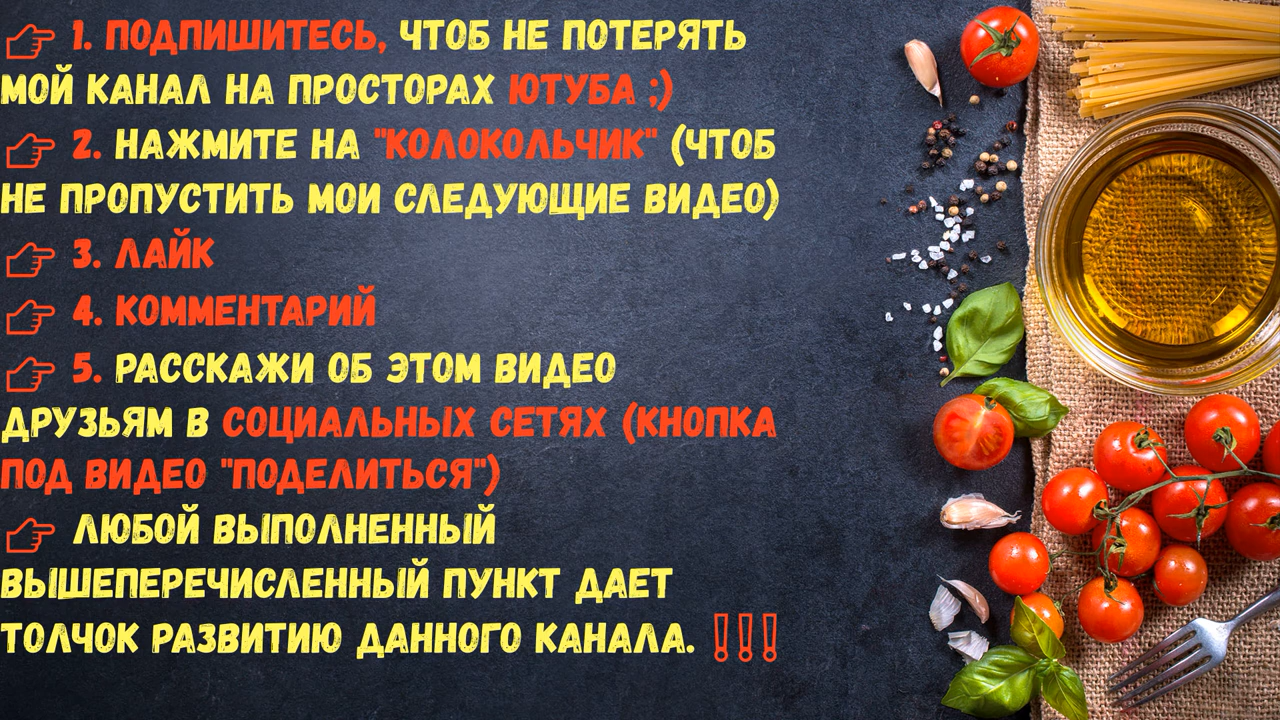 👉 1. ПОДПИШИТЕСЬ, ЧТОБ НЕ ПОТЕРЯТЬ
МОЙ КАНАЛ НА ПРОСТОРАХ ЮТУБА ;)
👉 2. НАЖМИТЕ НА "КОЛОКОЛЬЧИК" (ЧТОБ
НЕ ПРОПУСТИТЬ МОИ СЛЕДУЮЩИЕ ВИДЕО)
👉 3. ЛАЙК
👉 4. КОММЕНТАРИЙ
👉 5. РАССКАЖИ ОБ ЭТОМ ВИДЕО
ДРУЗЬЯМ В СОЦИАЛЬНЫХ СЕТЯХ (КНОПКА
ПОД ВИДЕО "ПОДЕЛИТЬСЯ")
👉 ЛЮБОЙ ВЫПОЛНЕННЫЙ
ВЫШЕПЕРЕЧИСЛЕННЫЙ ПУНКТ ДАЕТ
ТОЛЧОК РАЗВИТИЮ ДАННОГО КАНАЛА. ❗❗❗